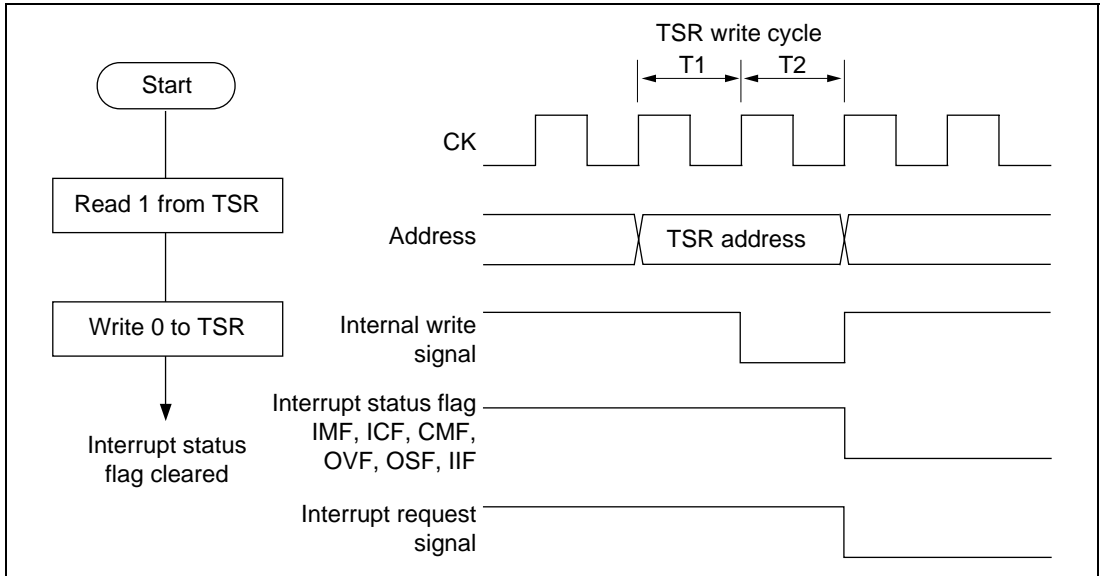 Start
Read 1 from TSR
Write 0 to TSR
Interrupt status
flag cleared
TSR write cycle
T1
T2
CK
Address
TSR address
Internal write
signal
Interrupt status flag
IMF, ICF, CMF,
OVF, OSF, IIF
Interrupt request
signal